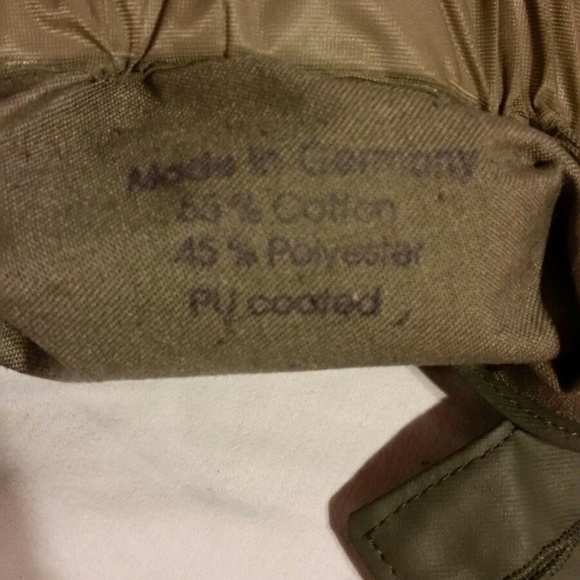 Made in Germany
55 % Cotton
45 % Polyester
PU coated